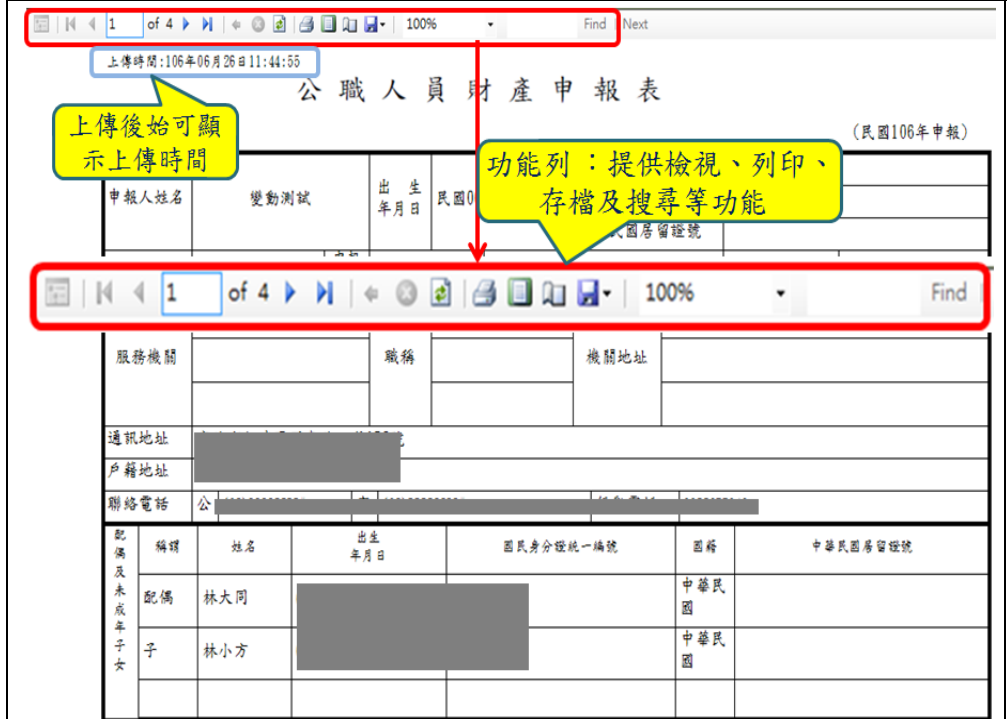 1 of 4 100% Find Next
上傳時間:106年06月26日11:44:55
公職人員財產申報表
上傳後始可顯
示上傳時間
(民國106年申報)
功能列:提供檢視、列印、
存檔及搜尋等功能
申報人姓名 變動測試 出生
年月日 民國0
國居留證號
1 of 4 100% Find
服務機關 職稱 機關地址
通訊地址
戶籍地址
聯絡電話 公
配偶及未成年子女
稱謂 姓名 出生
年月日 國民身分證統一編號 國籍 中華民國居留證號
配偶 林大同 中華民
國
子 林小方 中華民
國